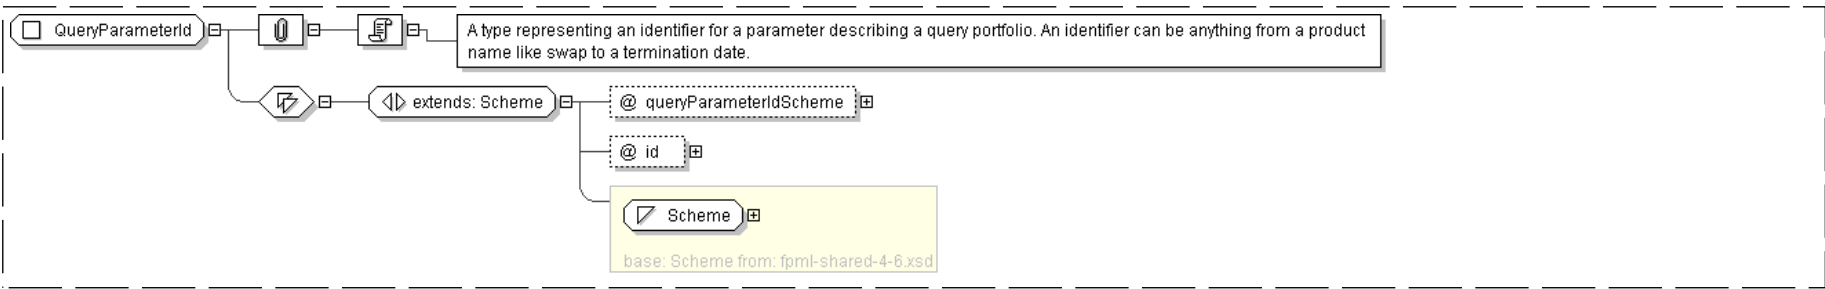 QueryParameterId
A type representing an identifier for a parameter describing a query portfolio. An identifier can be anything from a product
name like swap to a termination date.
extends: Scheme
@ queryParameterIdScheme
@ id
Scheme
base: Scheme from: fpml-shared-4-6.xsd